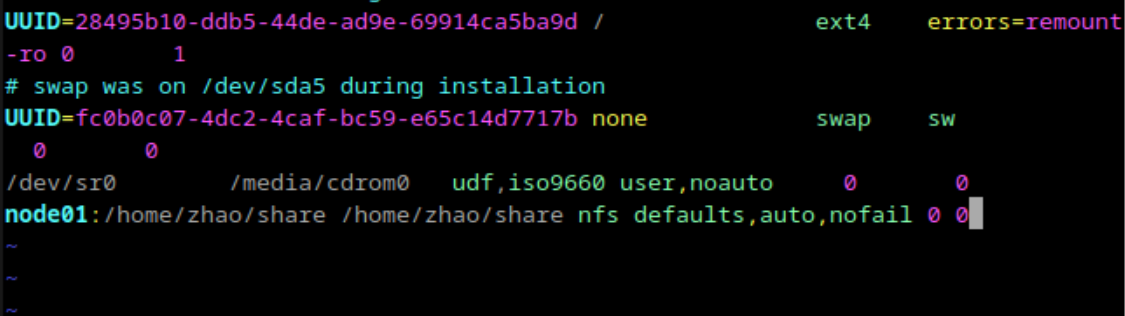 UUID=28495b10-ddb5-44de-ad9e-69914ca5ba9d / ext4 errors=remount
-ro 0 1
# swap was on /dev/sda5 during installation
UUID=fc0b0c07-4dc2-4caf-bc59-e65c14d7717b none swap sw
0 0
/dev/sr0 /media/cdrom0 udf,iso9660 user,noauto 0 0
node01:/home/zhao/share /home/zhao/share nfs defaults,auto,nofail 0 0
~
~
~